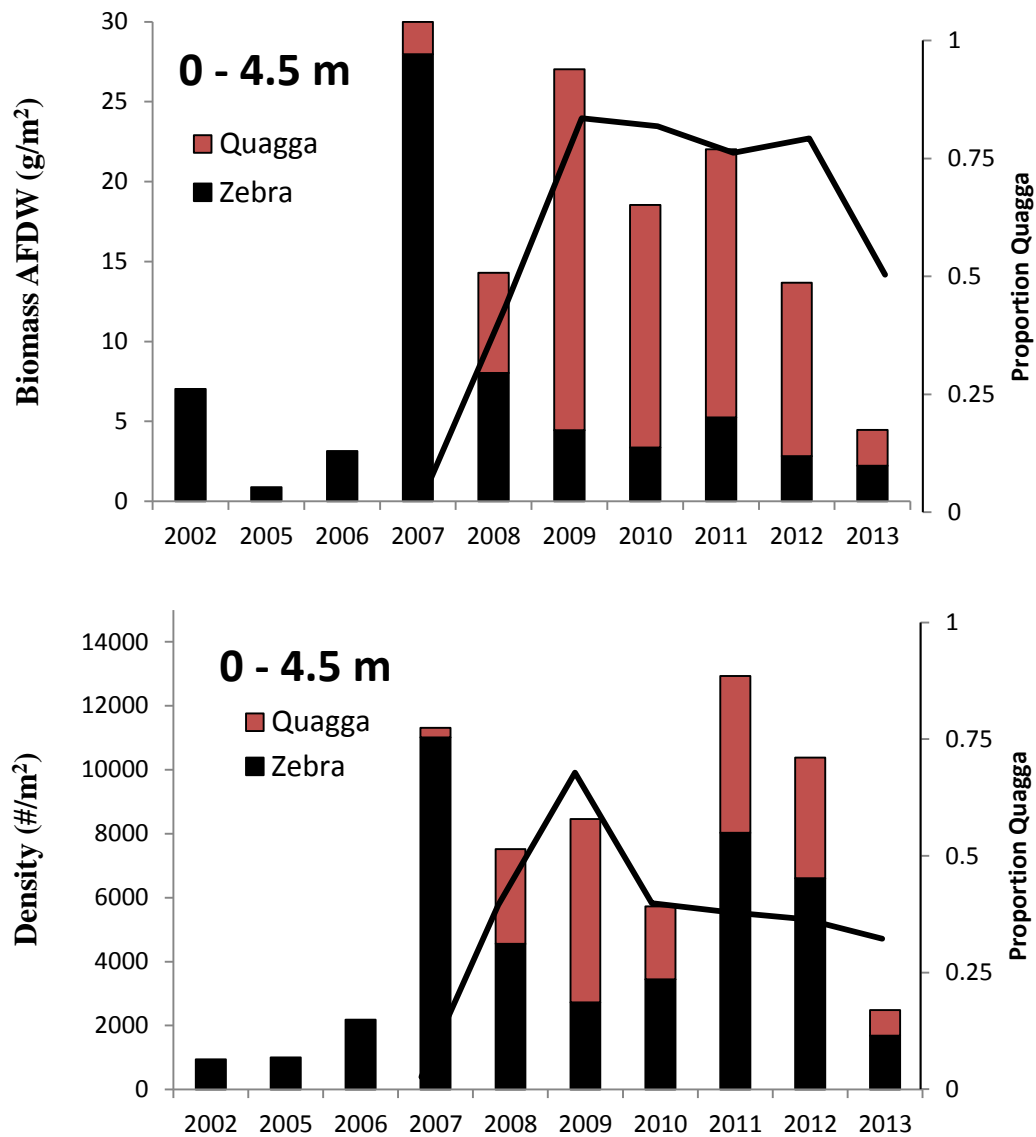 30
25
20
15
10
5
0
Biomass AFDW (g/m²)
0 - 4.5 m
Quagga
Zebra
1
0.75
0.5
0.25
0
Proportion Quagga
2002 2005 2006 2007 2008 2009 2010 2011 2012 2013
14000
12000
10000
8000
6000
4000
2000
0
Density (#/m²)
0 - 4.5 m
Quagga
Zebra
1
0.75
0.5
0.25
0
Proportion Quagga
2002 2005 2006 2007 2008 2009 2010 2011 2012 2013